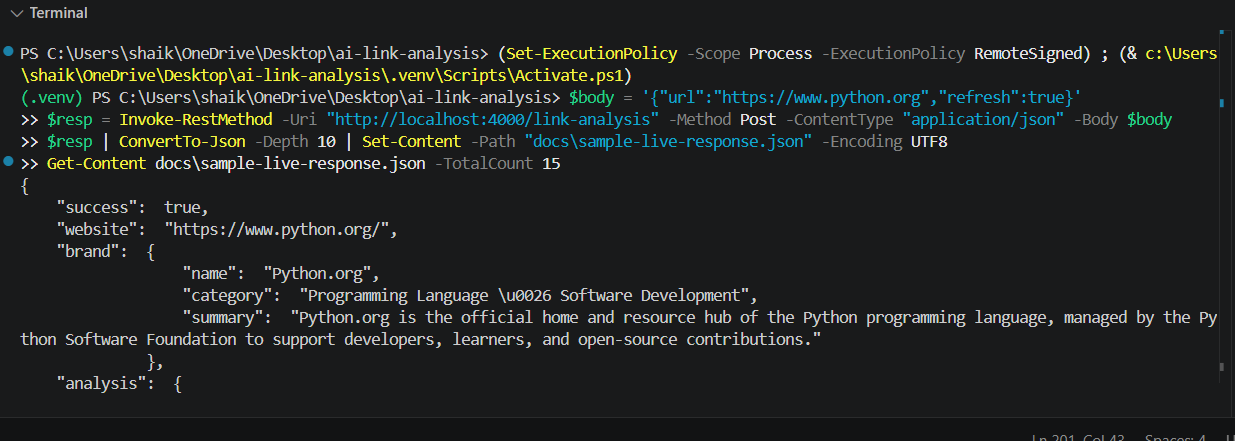 Terminal
PS C:\Users\shaik\OneDrive\Desktop\ai-link-analysis> (Set-ExecutionPolicy -Scope Process -ExecutionPolicy RemoteSigned) ; (& c:\Users
\shaik\OneDrive\Desktop\ai-link-analysis\.venv\Scripts\Activate.ps1)
(.venv) PS C:\Users\shaik\OneDrive\Desktop\ai-link-analysis> $body = '{"url":"https://www.python.org","refresh":true}'
>> $resp = Invoke-RestMethod -Uri "http://localhost:4000/link-analysis" -Method Post -ContentType "application/json" -Body $body
>> $resp | ConvertTo-Json -Depth 10 | Set-Content -Path "docs\sample-live-response.json" -Encoding UTF8
>> Get-Content docs\sample-live-response.json -TotalCount 15
{
    "success":  true,
    "website":  "https://www.python.org/",
    "brand":  {
                  "name":  "Python.org",
                  "category":  "Programming Language \u0026 Software Development",
                  "summary":  "Python.org is the official home and resource hub of the Python programming language, managed by the Py
thon Software Foundation to support developers, learners, and open-source contributions."
              },
    "analysis":  {
Ln 201, Col 43 Spaces: 4